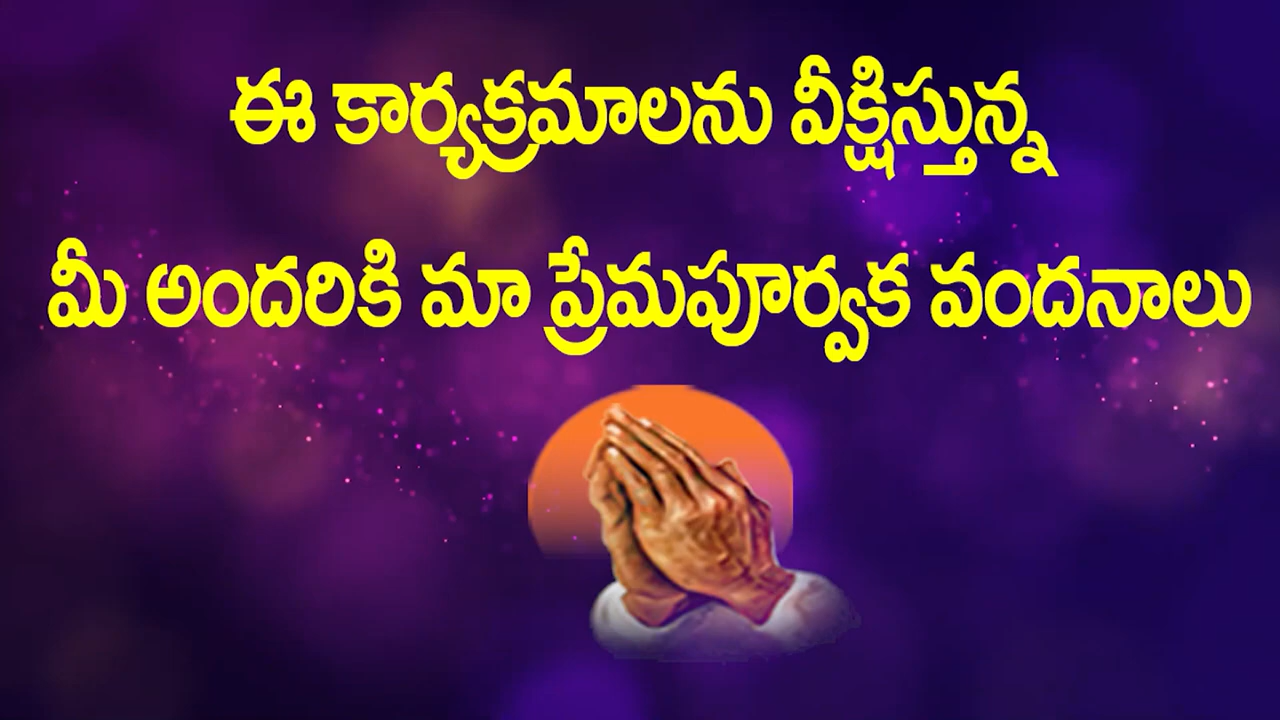 ఈ కార్యక్రమాలను వీక్షిస్తున్న
మీ అందరికి మా ప్రేమపూర్వక వందనాలు